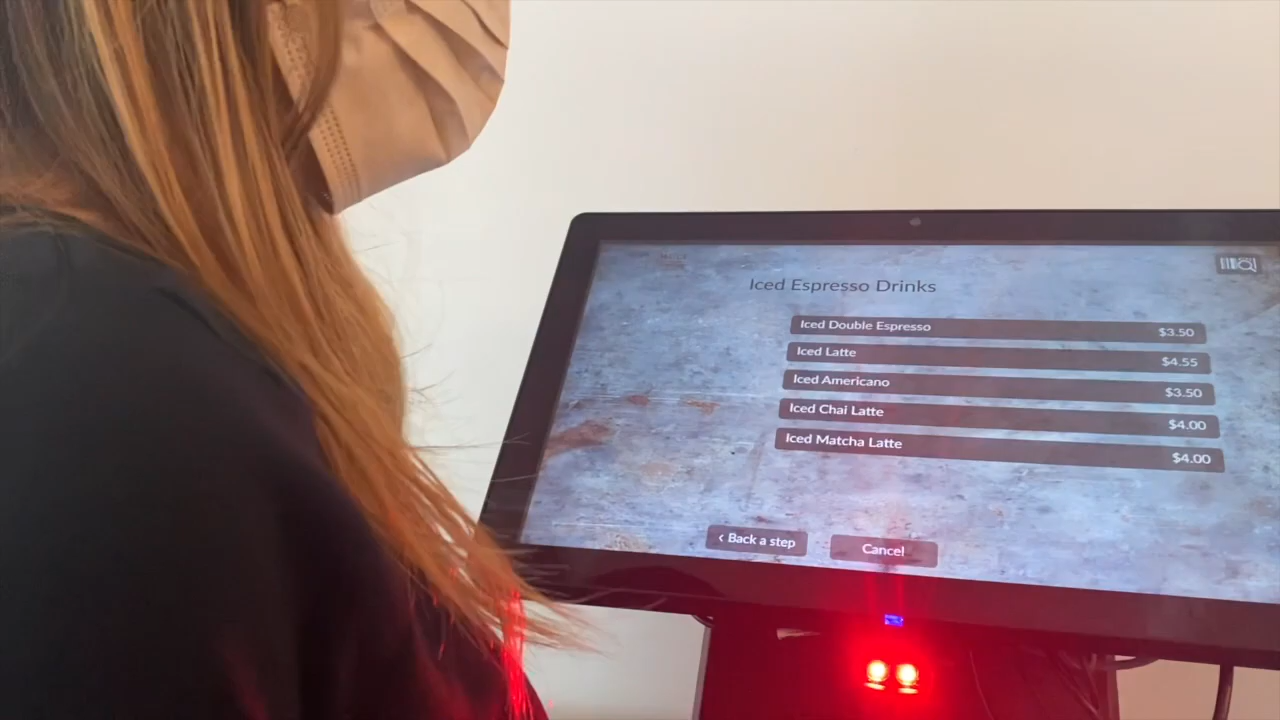 Iced Espresso Drinks
Iced Double Espresso $3.50
Iced Latte $4.55
Iced Americano $3.50
Iced Chai Latte $4.00
Iced Matcha Latte $4.00
‹ Back a step Cancel